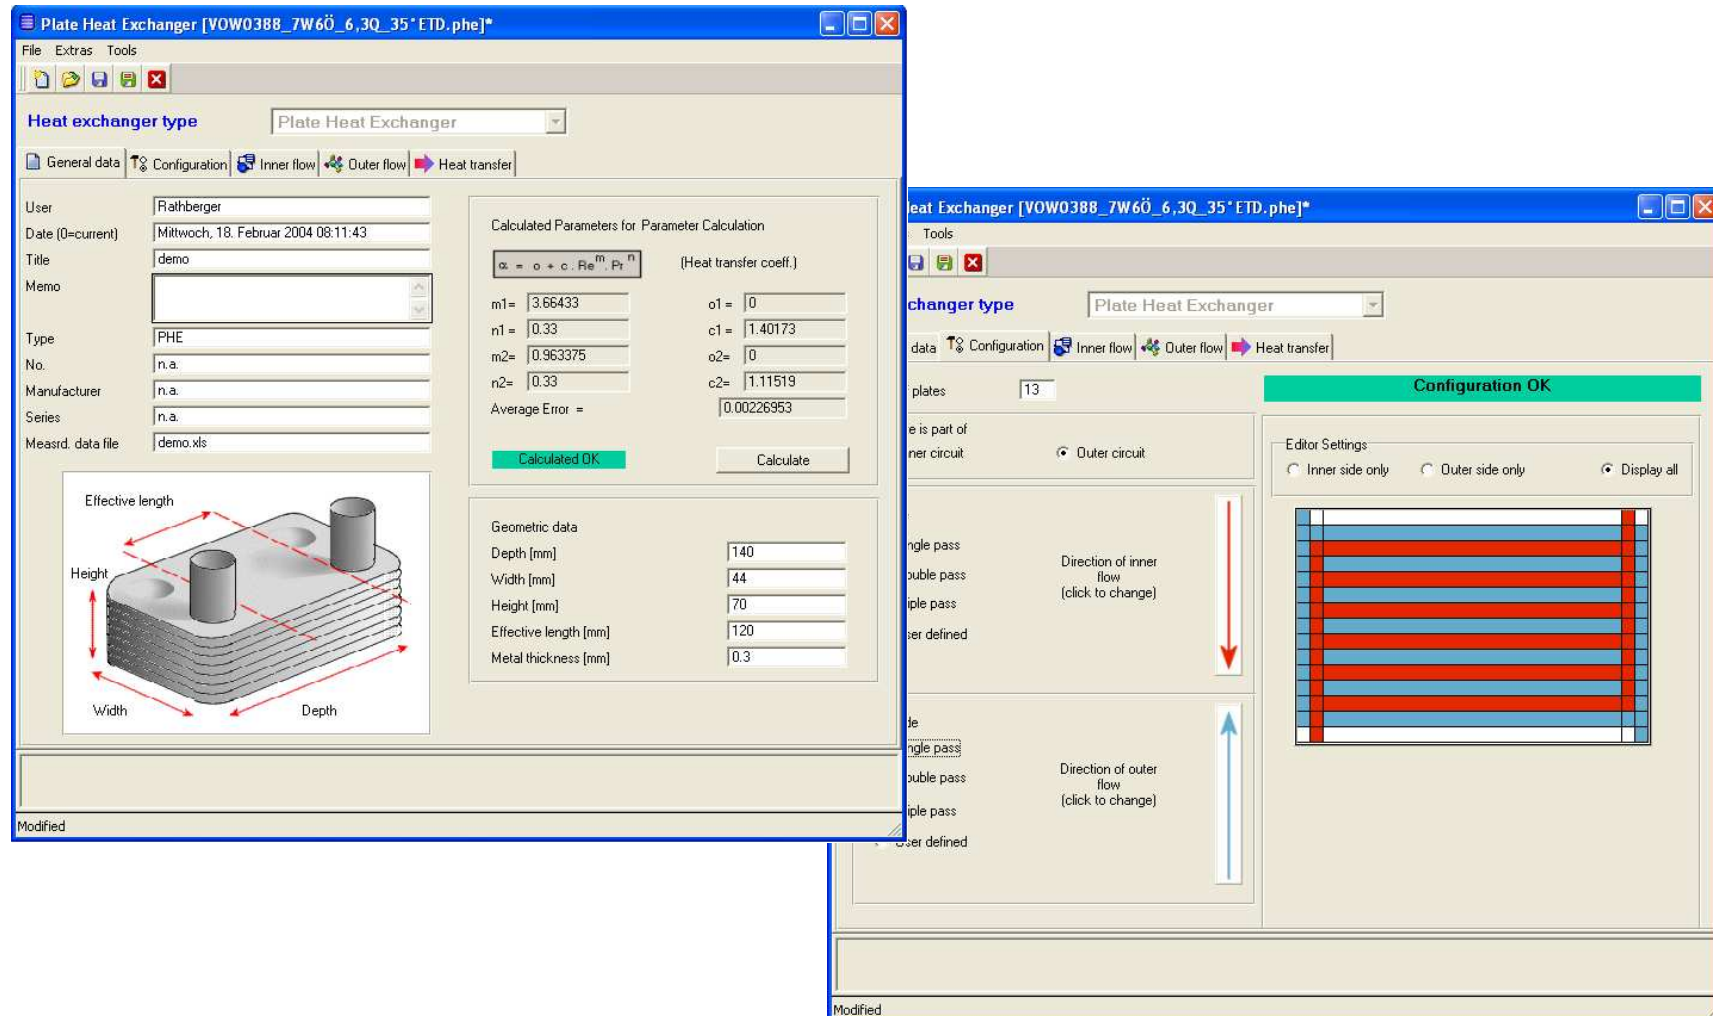 Plate Heat Exchanger [VOW0388_7W6Ö_6,3Q_35°ETD.phe]*
File Extras Tools
Heat exchanger type Plate Heat Exchanger
General data Configuration Inner flow Outer flow Heat transfer
User Rathberger
Date (0=current) Mittwoch, 18. Februar 2004 08:11:43
Title demo
Memo
Type PHE
No. n.a.
Manufacturer n.a.
Series n.a.
Measrd. data file demo.xls
Effective length
Height
Width Depth
Calculated Parameters for Parameter Calculation
α = o + c . Re^m . Pr^n (Heat transfer coeff.)
m1= 3.66433 o1 = 0
n1 = 0.33 c1 = 1.40173
m2= 0.963375 o2= 0
n2= 0.33 c2= 1.11519
Average Error = 0.00226953
Calculated OK Calculate
Geometric data
Depth [mm] 140
Width [mm] 44
Height [mm] 70
Effective length [mm] 120
Metal thickness [mm] 0.3
Modified
eat Exchanger [VOW0388_7W6Ö_6,3Q_35°ETD.phe]*
Tools
changer type Plate Heat Exchanger
data Configuration Inner flow Outer flow Heat transfer
plates 13
Configuration OK
e is part of
ner circuit Outer circuit
Editor Settings
Inner side only Outer side only Display all
ngle pass
ouble pass
iple pass
ser defined
Direction of inner
flow
(click to change)
de
ngle pass
ouble pass
iple pass
ser defined
Direction of outer
flow
(click to change)
Modified